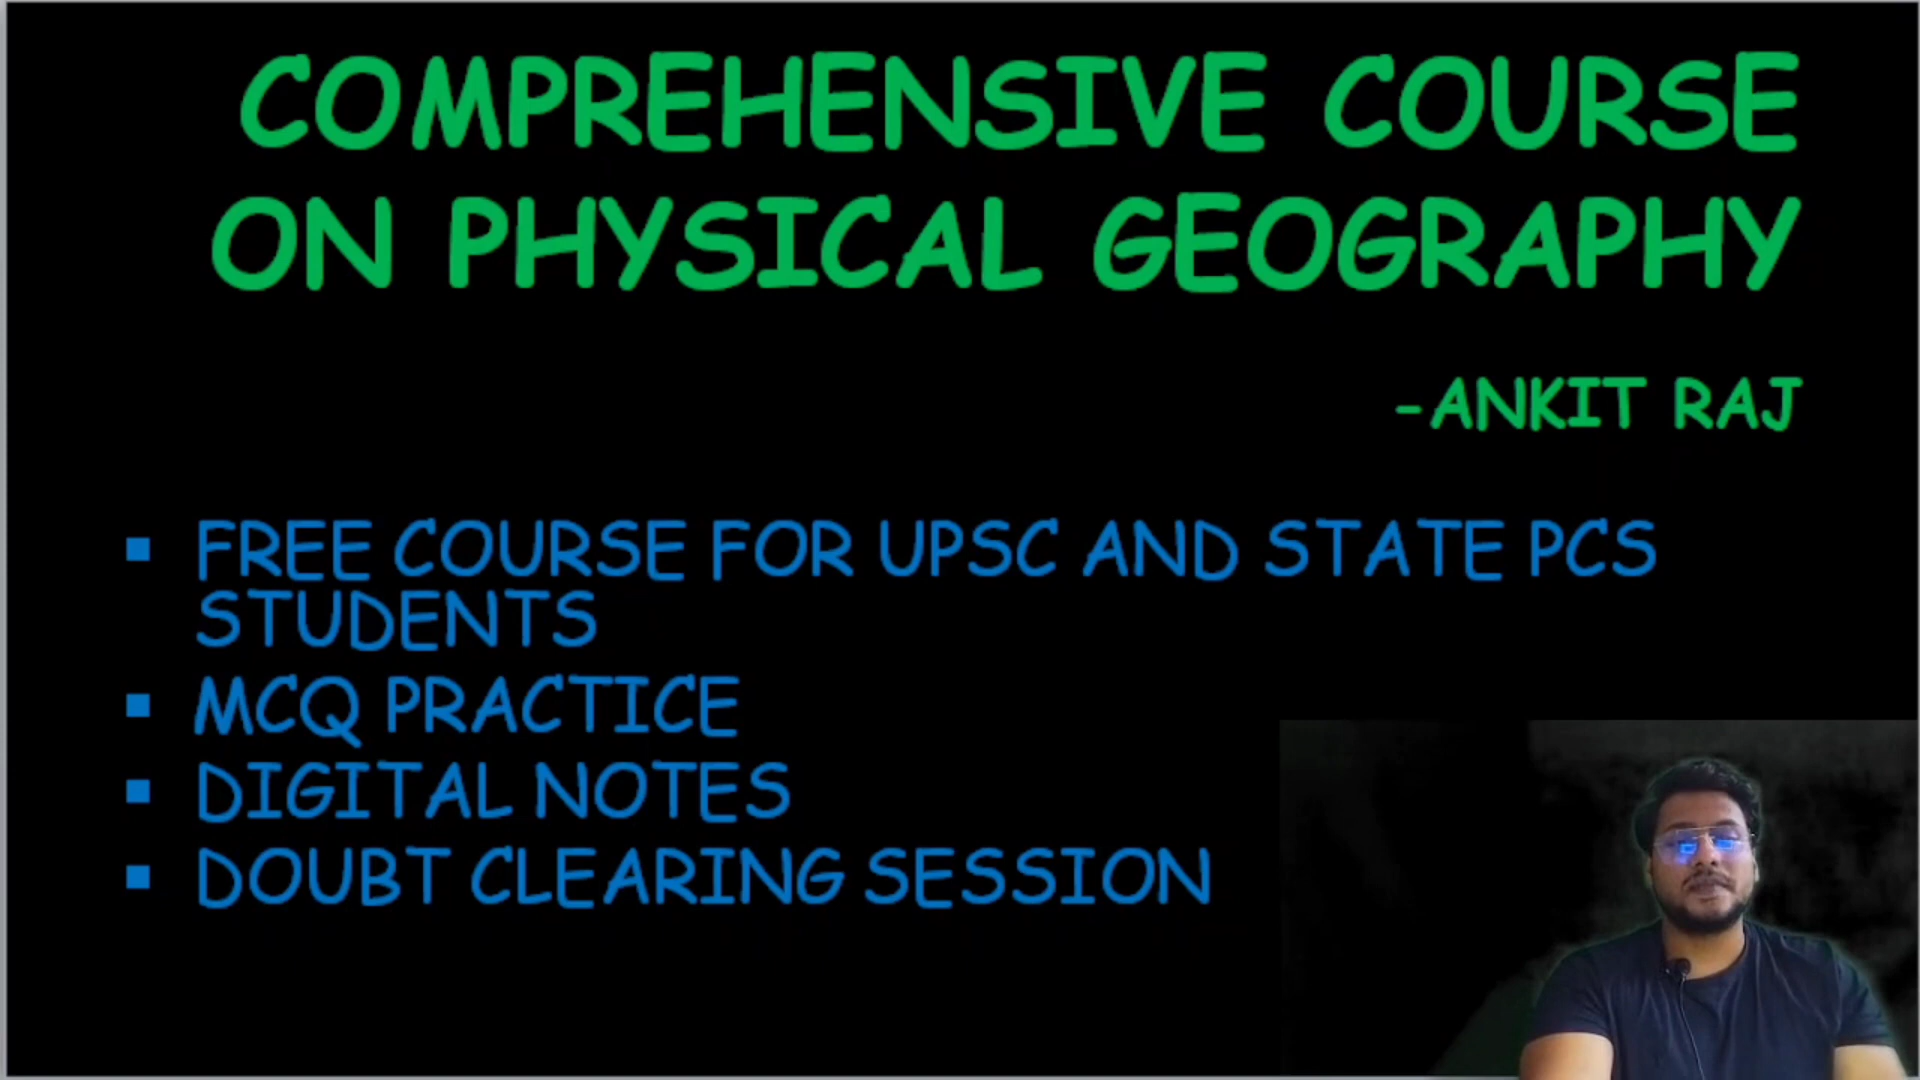 COMPREHENSIVE COURSE
ON PHYSICAL GEOGRAPHY
-ANKIT RAJ
FREE COURSE FOR UPSC AND STATE PCS
STUDENTS
MCQ PRACTICE
DIGITAL NOTES
DOUBT CLEARING SESSION